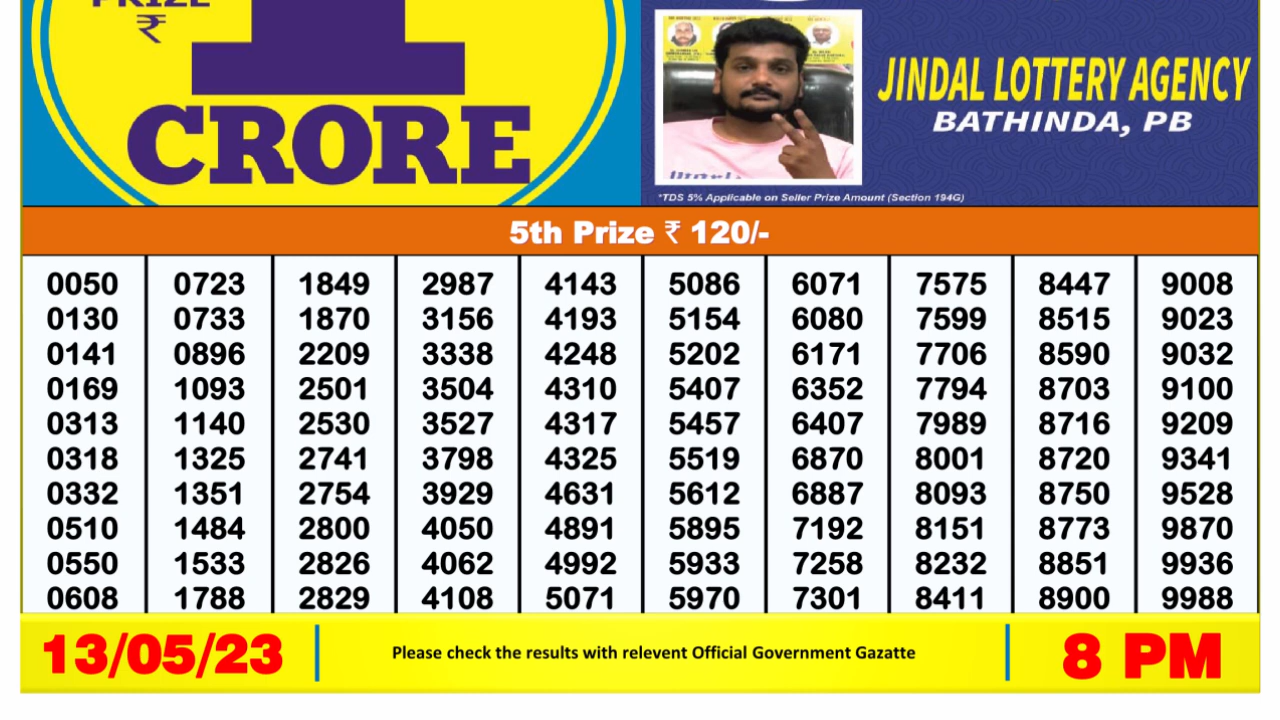 PRIZE
₹
1
CRORE
JINDAL LOTTERY AGENCY
BATHINDA, PB
*TDS 5% Applicable on Seller Prize Amount (Section 194G)
5th Prize ₹ 120/-
0050 0723 1849 2987 4143 5086 6071 7575 8447 9008
0130 0733 1870 3156 4193 5154 6080 7599 8515 9023
0141 0896 2209 3338 4248 5202 6171 7706 8590 9032
0169 1093 2501 3504 4310 5407 6352 7794 8703 9100
0313 1140 2530 3527 4317 5457 6407 7989 8716 9209
0318 1325 2741 3798 4325 5519 6870 8001 8720 9341
0332 1351 2754 3929 4631 5612 6887 8093 8750 9528
0510 1484 2800 4050 4891 5895 7192 8151 8773 9870
0550 1533 2826 4062 4992 5933 7258 8232 8851 9936
0608 1788 2829 4108 5071 5970 7301 8411 8900 9988
13/05/23
Please check the results with relevent Official Government Gazatte
8 PM